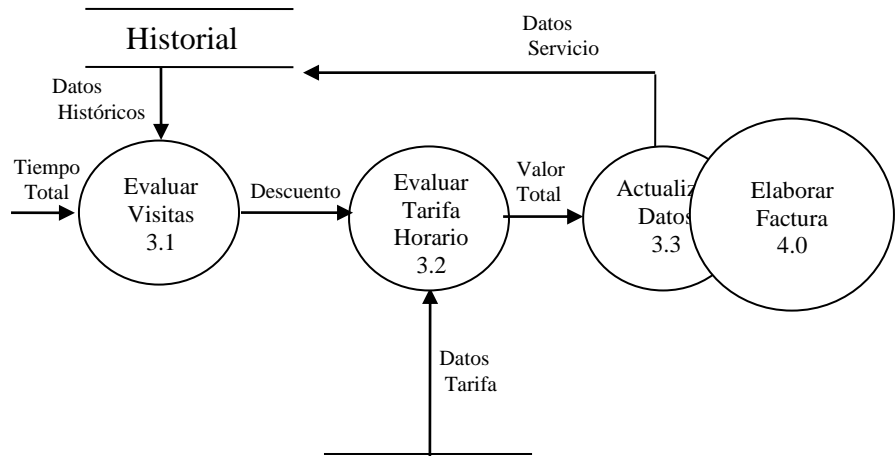 Historial
Datos
Servicio
Datos
Históricos
Tiempo
Total
Evaluar
Visitas
3.1
Descuento
Evaluar
Tarifa
Horario
3.2
Valor
Total
Actualiz
Datos
3.3
Elaborar
Factura
4.0
Datos
Tarifa